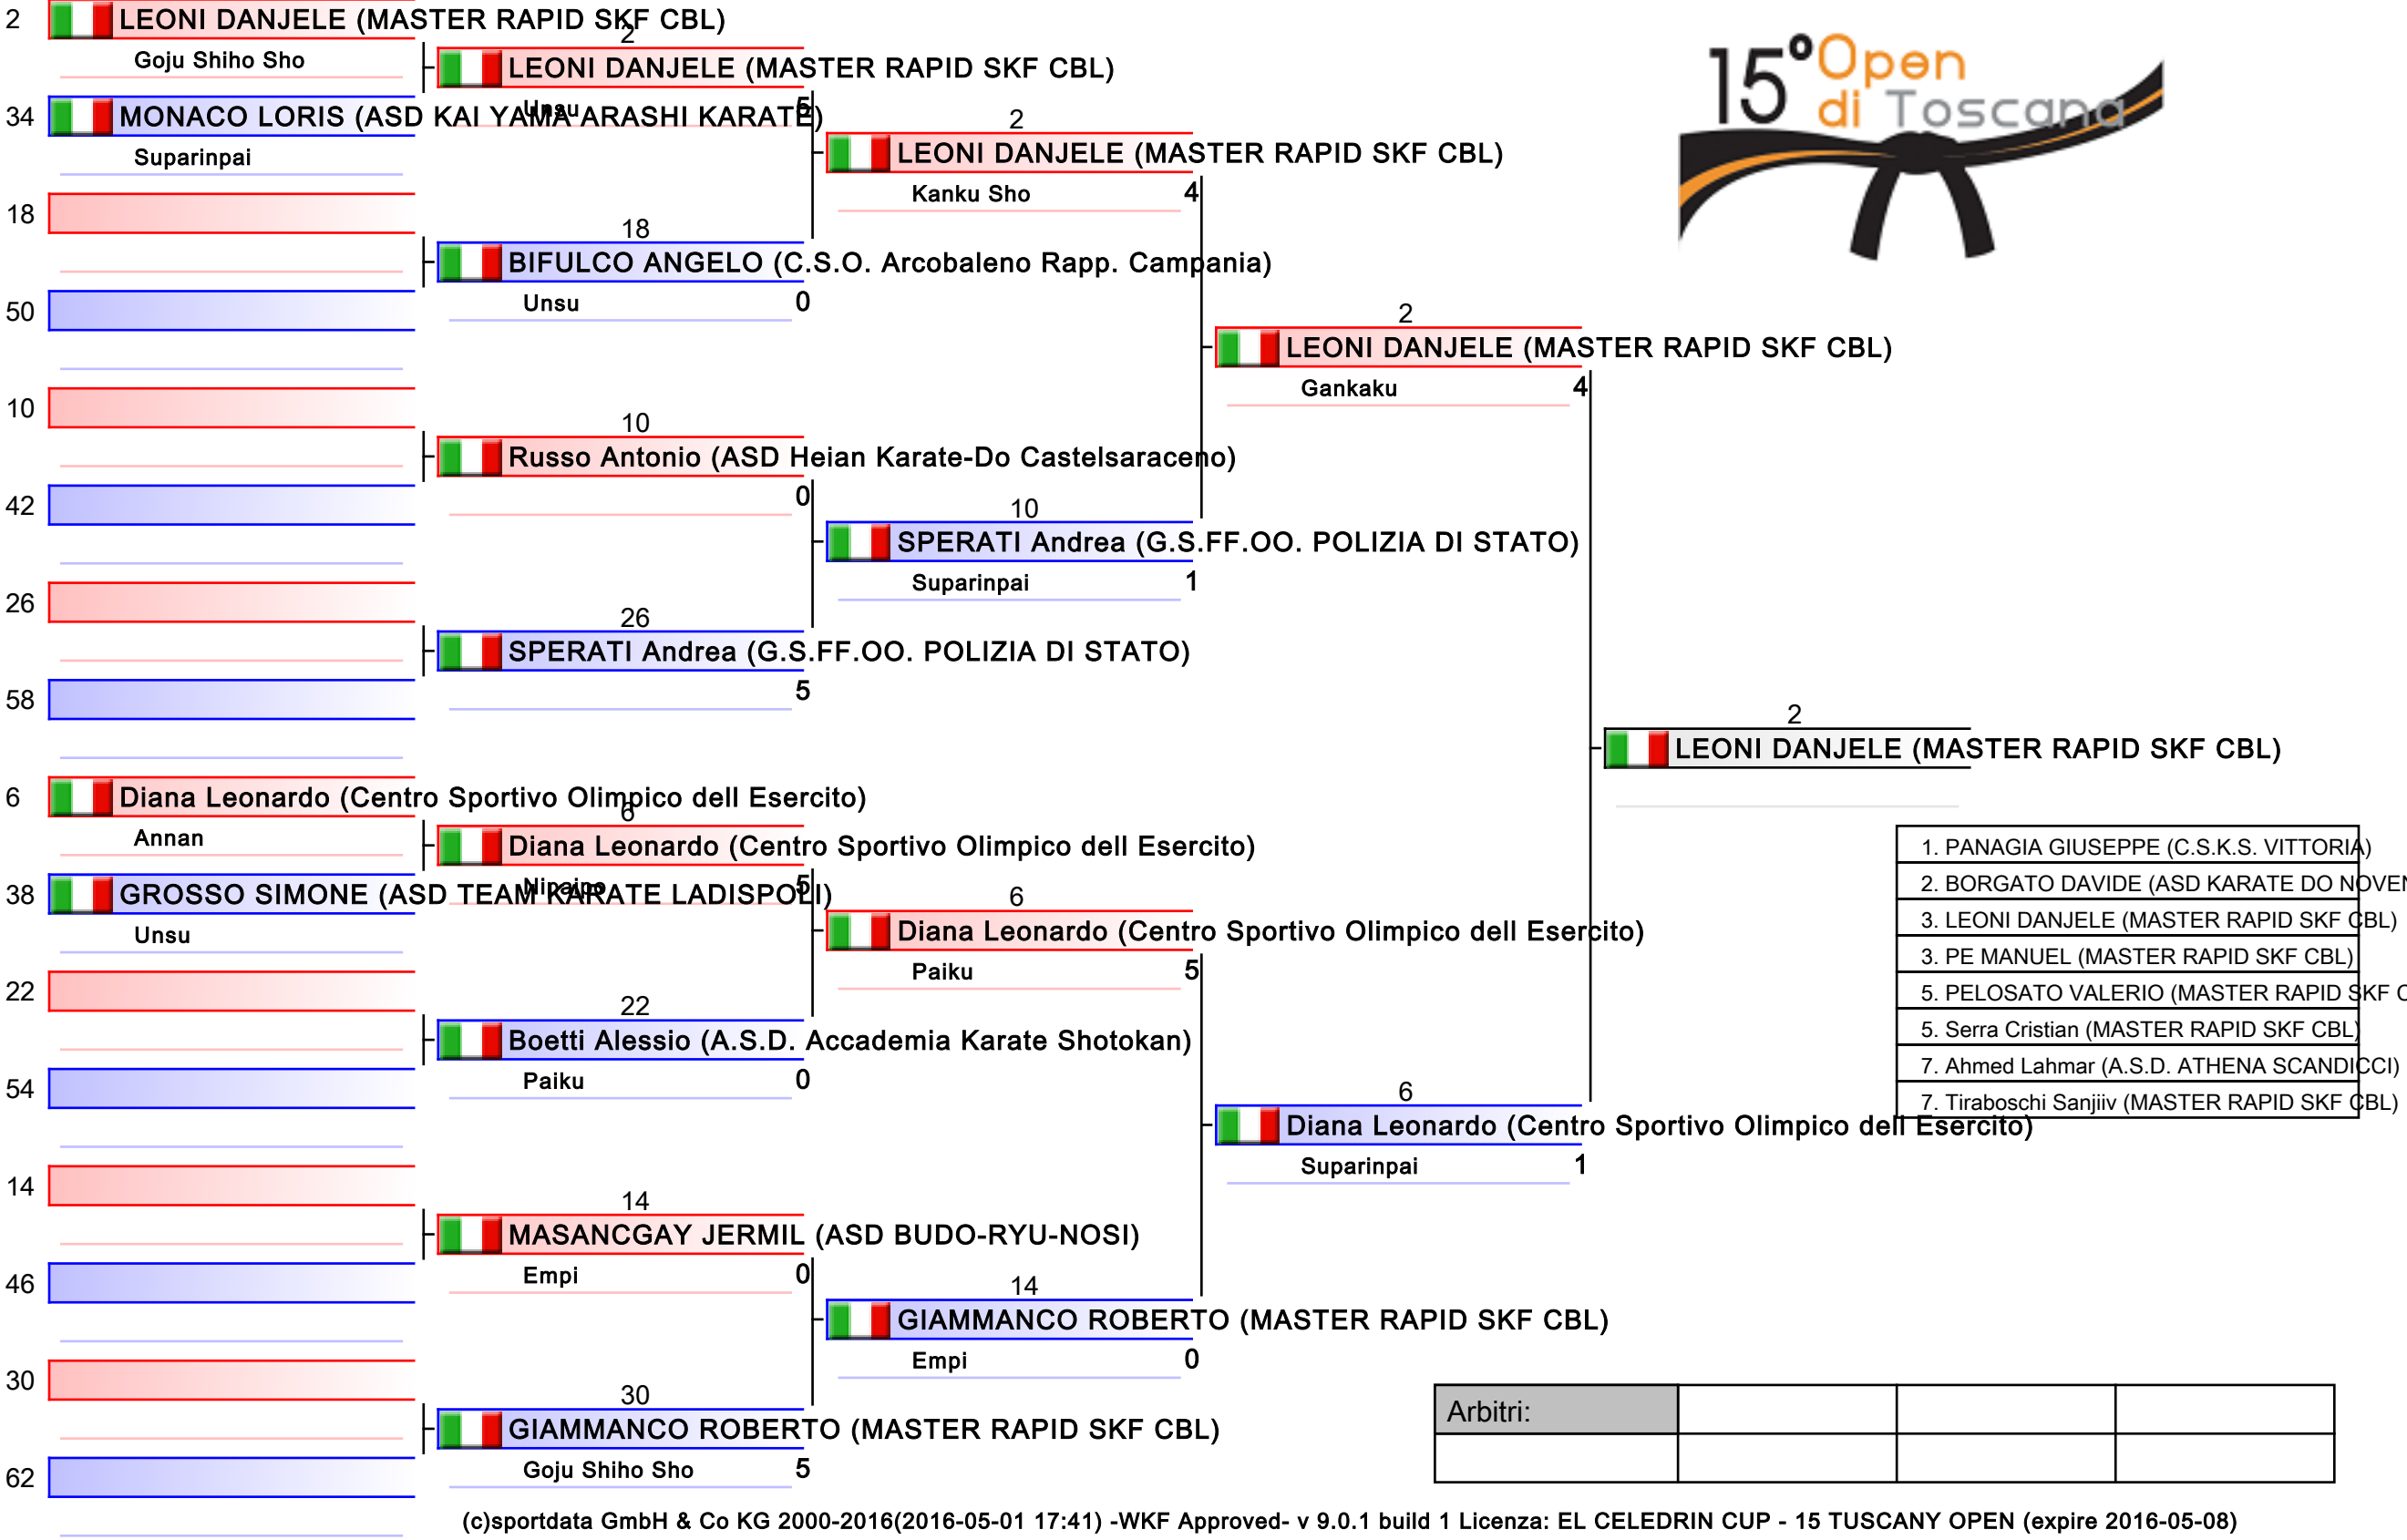 2
LEONI DANJELE (MASTER RAPID SKF CBL)
Goju Shiho Sho
34
MONACO LORIS (ASD KAI YAMA ARASHI KARATE)
Suparinpai
18
50
10
42
26
58
6
Diana Leonardo (Centro Sportivo Olimpico dell Esercito)
Annan
38
GROSSO SIMONE (ASD TEAM KARATE LADISPOLI)
Unsu
22
54
14
46
30
62
2
LEONI DANJELE (MASTER RAPID SKF CBL)
Unsu 5
18
BIFULCO ANGELO (C.S.O. Arcobaleno Rapp. Campania)
Unsu 0
10
Russo Antonio (ASD Heian Karate-Do Castelsaraceno)
0
26
SPERATI Andrea (G.S.FF.OO. POLIZIA DI STATO)
5
6
Diana Leonardo (Centro Sportivo Olimpico dell Esercito)
Nipaipo 5
22
Boetti Alessio (A.S.D. Accademia Karate Shotokan)
Paiku 0
14
MASANCGAY JERMIL (ASD BUDO-RYU-NOSI)
Empi 0
30
GIAMMANCO ROBERTO (MASTER RAPID SKF CBL)
Goju Shiho Sho 5
2
LEONI DANJELE (MASTER RAPID SKF CBL)
Kanku Sho 4
10
SPERATI Andrea (G.S.FF.OO. POLIZIA DI STATO)
Suparinpai 1
6
Diana Leonardo (Centro Sportivo Olimpico dell Esercito)
Paiku 5
14
GIAMMANCO ROBERTO (MASTER RAPID SKF CBL)
Empi 0
2
LEONI DANJELE (MASTER RAPID SKF CBL)
Gankaku 4
6
Diana Leonardo (Centro Sportivo Olimpico dell Esercito)
Suparinpai 1
2
LEONI DANJELE (MASTER RAPID SKF CBL)
15° Open
di Toscana
1. PANAGIA GIUSEPPE (C.S.K.S. VITTORIA)
2. BORGATO DAVIDE (ASD KARATE DO
3. LEONI DANJELE (MASTER RAPID SKF CBL)
3. PE MANUEL (MASTER RAPID SKF CBL)
5. PELOSATO VALERIO (MASTER RAPID SKF
5. Serra Cristian (MASTER RAPID SKF CBL)
7. Ahmed Lahmar (A.S.D. ATHENA SCANDICCI)
7. Tiraboschi Sanjiiv (MASTER RAPID SKF CBL)
Arbitri:
(c)sportdata GmbH & Co KG 2000-2016(2016-05-01 17:41) -WKF Approved- v 9.0.1 build 1 Licenza: EL CELEDRIN CUP - 15 TUSCANY OPEN (expire 2016-05-08)